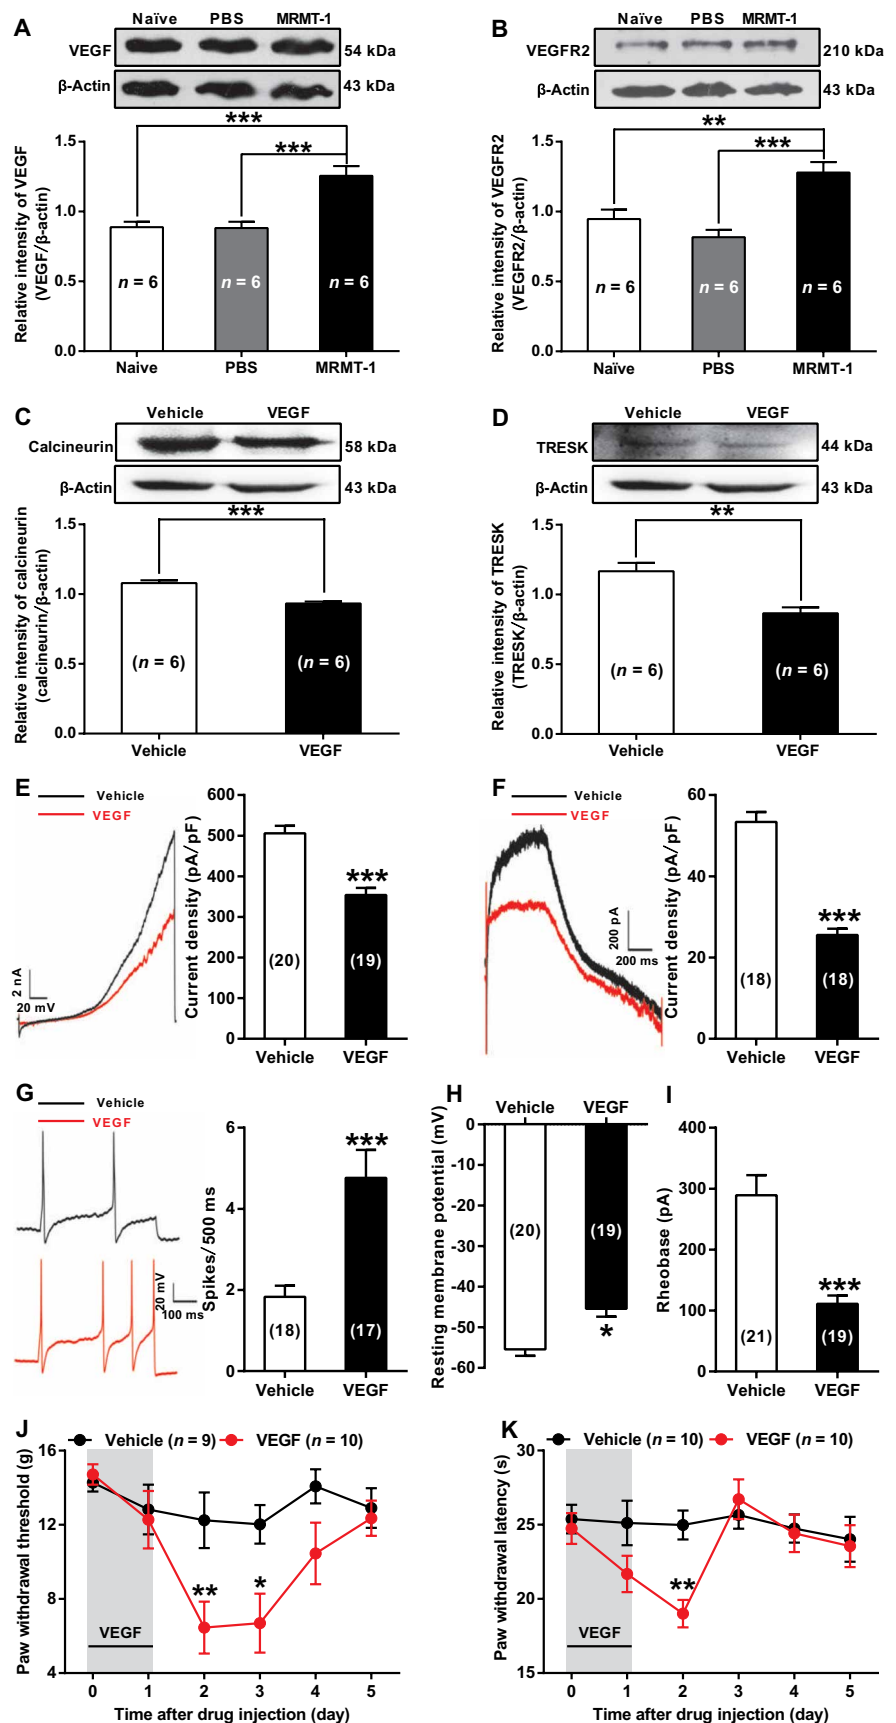 A
Naïve PBS MRMT-1
VEGF
54 kDa
β-Actin
43 kDa
***
***
Relative intensity of VEGF
(VEGF/β-actin)
1.5
1.0
0.5
0.0
n = 6
n = 6
n = 6
Naive PBS MRMT-1
B
Naïve PBS MRMT-1
VEGFR2
210 kDa
β-Actin
43 kDa
**
***
Relative intensity of VEGFR2
(VEGFR2/β-actin)
1.5
1.0
0.5
0.0
n = 6
n = 6
n = 6
Naïve PBS MRMT-1
C
Vehicle VEGF
Calcineurin
58 kDa
β-Actin
43 kDa
***
Relative intensity of calcineurin
(calcineurin/β-actin)
1.5
1.0
0.5
0.0
(n = 6)
(n = 6)
Vehicle VEGF
D
Vehicle VEGF
TRESK
44 kDa
β-Actin
43 kDa
**
Relative intensity of TRESK
(TRESK/β-actin)
1.5
1.0
0.5
0.0
(n = 6)
(n = 6)
Vehicle VEGF
E
Vehicle
VEGF
2 nA
20 mV
Current density (pA/pF)
600
500
400
300
200
100
0
***
(20)
(19)
Vehicle VEGF
F
Vehicle
VEGF
200 pA
200 ms
Current density (pA/pF)
60
40
20
0
***
(18)
(18)
Vehicle VEGF
G
Vehicle
VEGF
20 mV
100 ms
Spikes/500 ms
6
4
2
0
***
(18)
(17)
Vehicle VEGF
H
Vehicle VEGF
Resting membrane potential (mV)
0
-10
-20
-30
-40
-50
-60
(20)
(19)
*
I
Rheobase (pA)
400
300
200
100
0
***
(21)
(19)
Vehicle VEGF
J
Vehicle (n = 9) VEGF (n = 10)
Paw withdrawal threshold (g)
16
12
8
4
**
*
VEGF
0 1 2 3 4 5
Time after drug injection (day)
K
Vehicle (n = 10) VEGF (n = 10)
Paw withdrawal latency (s)
30
25
20
15
**
VEGF
0 1 2 3 4 5
Time after drug injection (day)